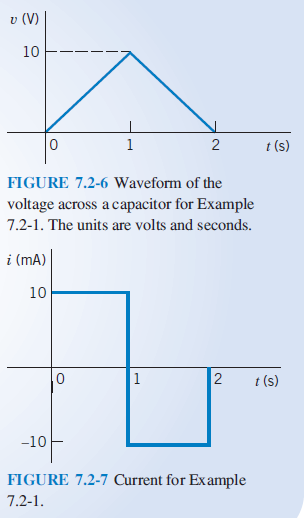 v (V)
10
0 1 2 t (s)
FIGURE 7.2-6 Waveform of the
voltage across a capacitor for Example
7.2-1. The units are volts and seconds.
i (mA)
10
0 1 2 t (s)
–10
FIGURE 7.2-7 Current for Example
7.2-1.